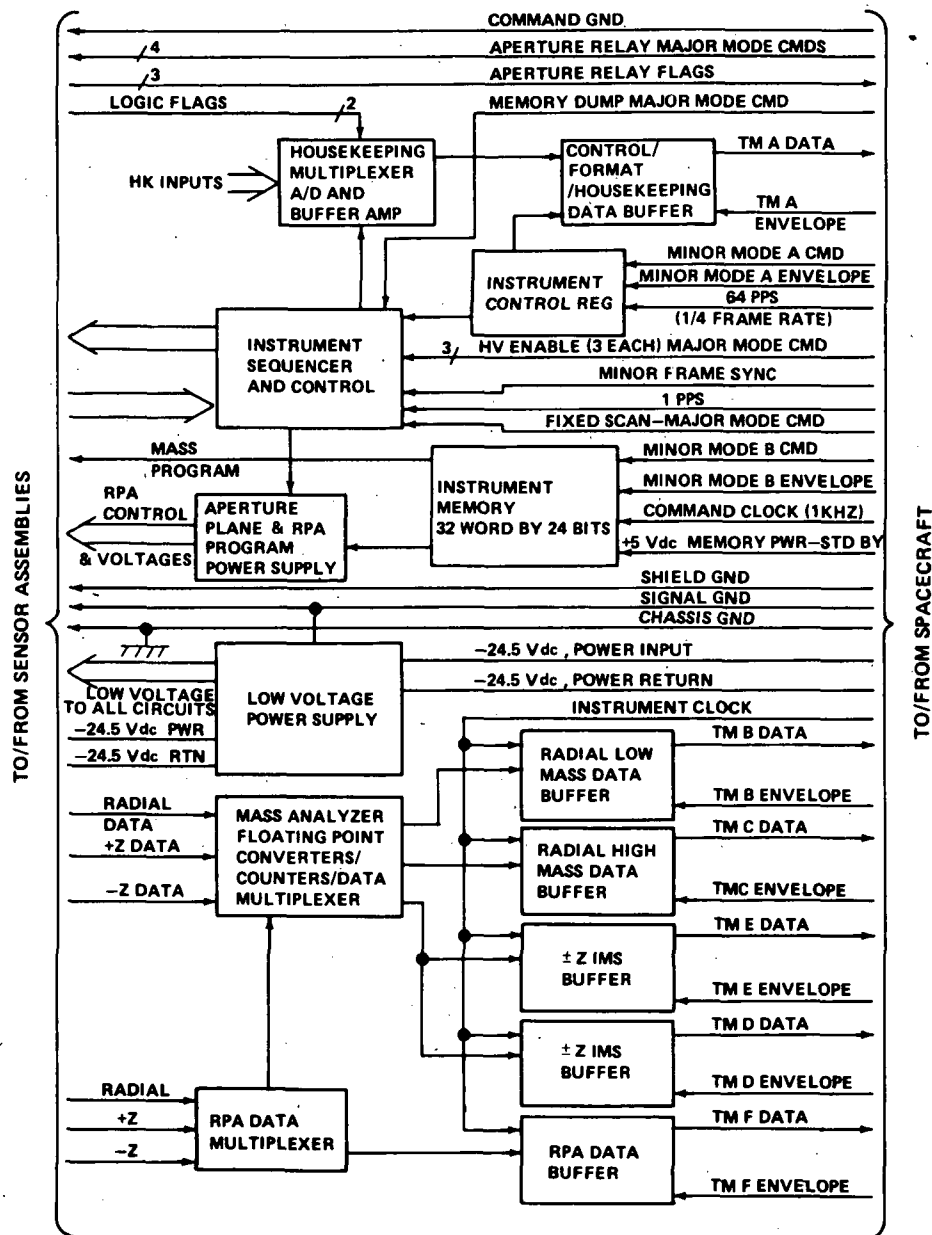 COMMAND GND
4
APERTURE RELAY MAJOR MODE CMDS
3
APERTURE RELAY FLAGS
LOGIC FLAGS
2
MEMORY DUMP MAJOR MODE CMD
HOUSEKEEPING
MULTIPLEXER
A/D AND
BUFFER AMP
HK INPUTS
CONTROL/
FORMAT
/HOUSEKEEPING
DATA BUFFER
TM A DATA
TM A
ENVELOPE
INSTRUMENT
CONTROL REG
MINOR MODE A CMD
MINOR MODE A ENVELOPE
64 PPS
(1/4 FRAME RATE)
INSTRUMENT
SEQUENCER
AND CONTROL
3/ HV ENABLE (3 EACH) MAJOR MODE CMD
MINOR FRAME SYNC
1 PPS
FIXED SCAN–MAJOR MODE CMD
MASS
PROGRAM
RPA
CONTROL
& VOLTAGES
APERTURE
PLANE & RPA
PROGRAM
POWER SUPPLY
INSTRUMENT
MEMORY
32 WORD BY 24 BITS
MINOR MODE B CMD
MINOR MODE B ENVELOPE
COMMAND CLOCK (1KHZ)
+5 Vdc MEMORY PWR–STD BY
TO/FROM SENSOR ASSEMBLIES
TO/FROM SPACECRAFT
SHIELD GND
SIGNAL GND
CHASSIS GND
LOW VOLTAGE
TO ALL CIRCUITS
–24.5 Vdc PWR
–24.5 Vdc RTN
LOW VOLTAGE
POWER SUPPLY
–24.5 Vdc, POWER INPUT
–24.5 Vdc, POWER RETURN
INSTRUMENT CLOCK
RADIAL
DATA
+Z DATA
–Z DATA
MASS ANALYZER
FLOATING POINT
CONVERTERS/
COUNTERS/DATA
MULTIPLEXER
RADIAL LOW
MASS DATA
BUFFER
TM B DATA
TM B ENVELOPE
RADIAL HIGH
MASS DATA
BUFFER
TM C DATA
TMC ENVELOPE
± Z IMS
BUFFER
TM E DATA
TM E ENVELOPE
± Z IMS
BUFFER
TM D DATA
TM D ENVELOPE
RADIAL
+Z
–Z
RPA DATA
MULTIPLEXER
RPA DATA
BUFFER
TM F DATA
TM F ENVELOPE